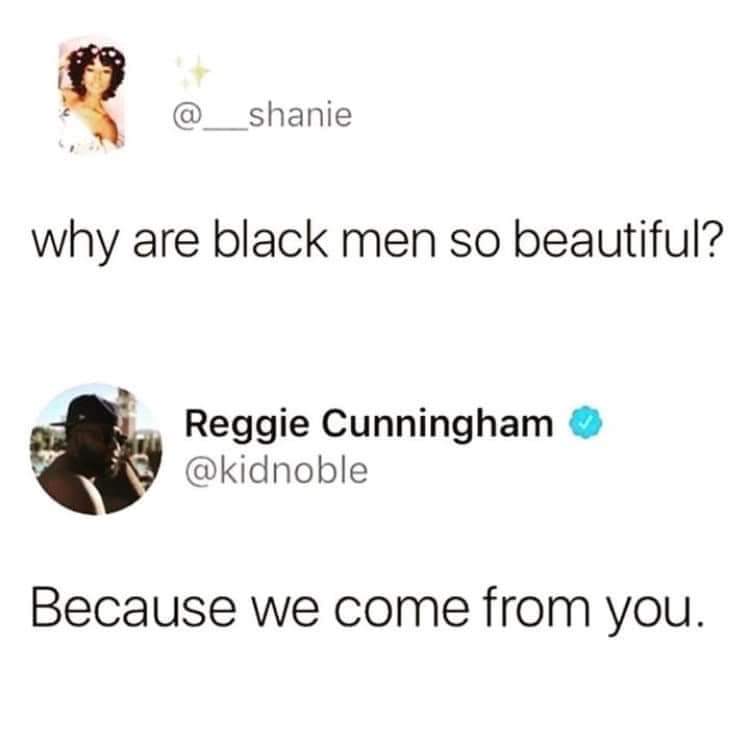 @__shanie
why are black men so beautiful?
Reggie Cunningham
@kidnoble
Because we come from you.